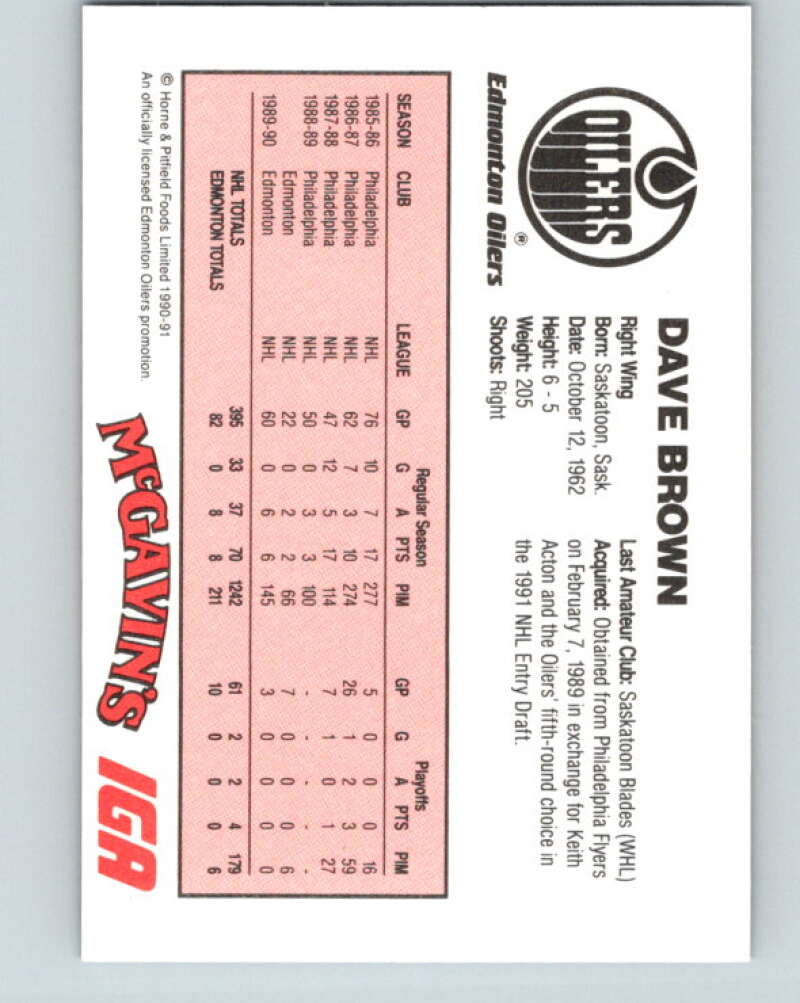 OILERS
Edmonton Oilers ®
DAVE BROWN
Right Wing
Born: Saskatoon, Sask.
Date: October 12, 1962
Height: 6 - 5
Weight: 205
Shoots: Right
Last Amateur Club: Saskatoon Blades (WHL)
Acquired: Obtained from Philadelphia Flyers
on February 7, 1989 in exchange for Keith
Acton and the Oilers' fifth-round choice in
the 1991 NHL Entry Draft.
Regular Season Playoffs
SEASON CLUB LEAGUE GP G A PTS PIM GP G A PTS PIM
1985-86 Philadelphia NHL 76 10 7 17 277 5 0 0 0 16
1986-87 Philadelphia NHL 62 7 3 10 274 26 1 2 3 59
1987-88 Philadelphia NHL 47 12 5 17 114 7 1 0 1 27
1988-89 Philadelphia NHL 50 0 3 3 100 - - - - -
Edmonton NHL 22 0 2 2 66 7 0 0 0 6
1989-90 Edmonton NHL 60 0 6 6 145 3 0 0 0 0
NHL TOTALS 395 33 37 70 1242 61 2 2 4 179
EDMONTON TOTALS 82 0 8 8 211 10 0 0 0 6
© Horne & Pitfield Foods Limited 1990-91
An officially licensed Edmonton Oilers promotion.
McGAVIN'S
IGA